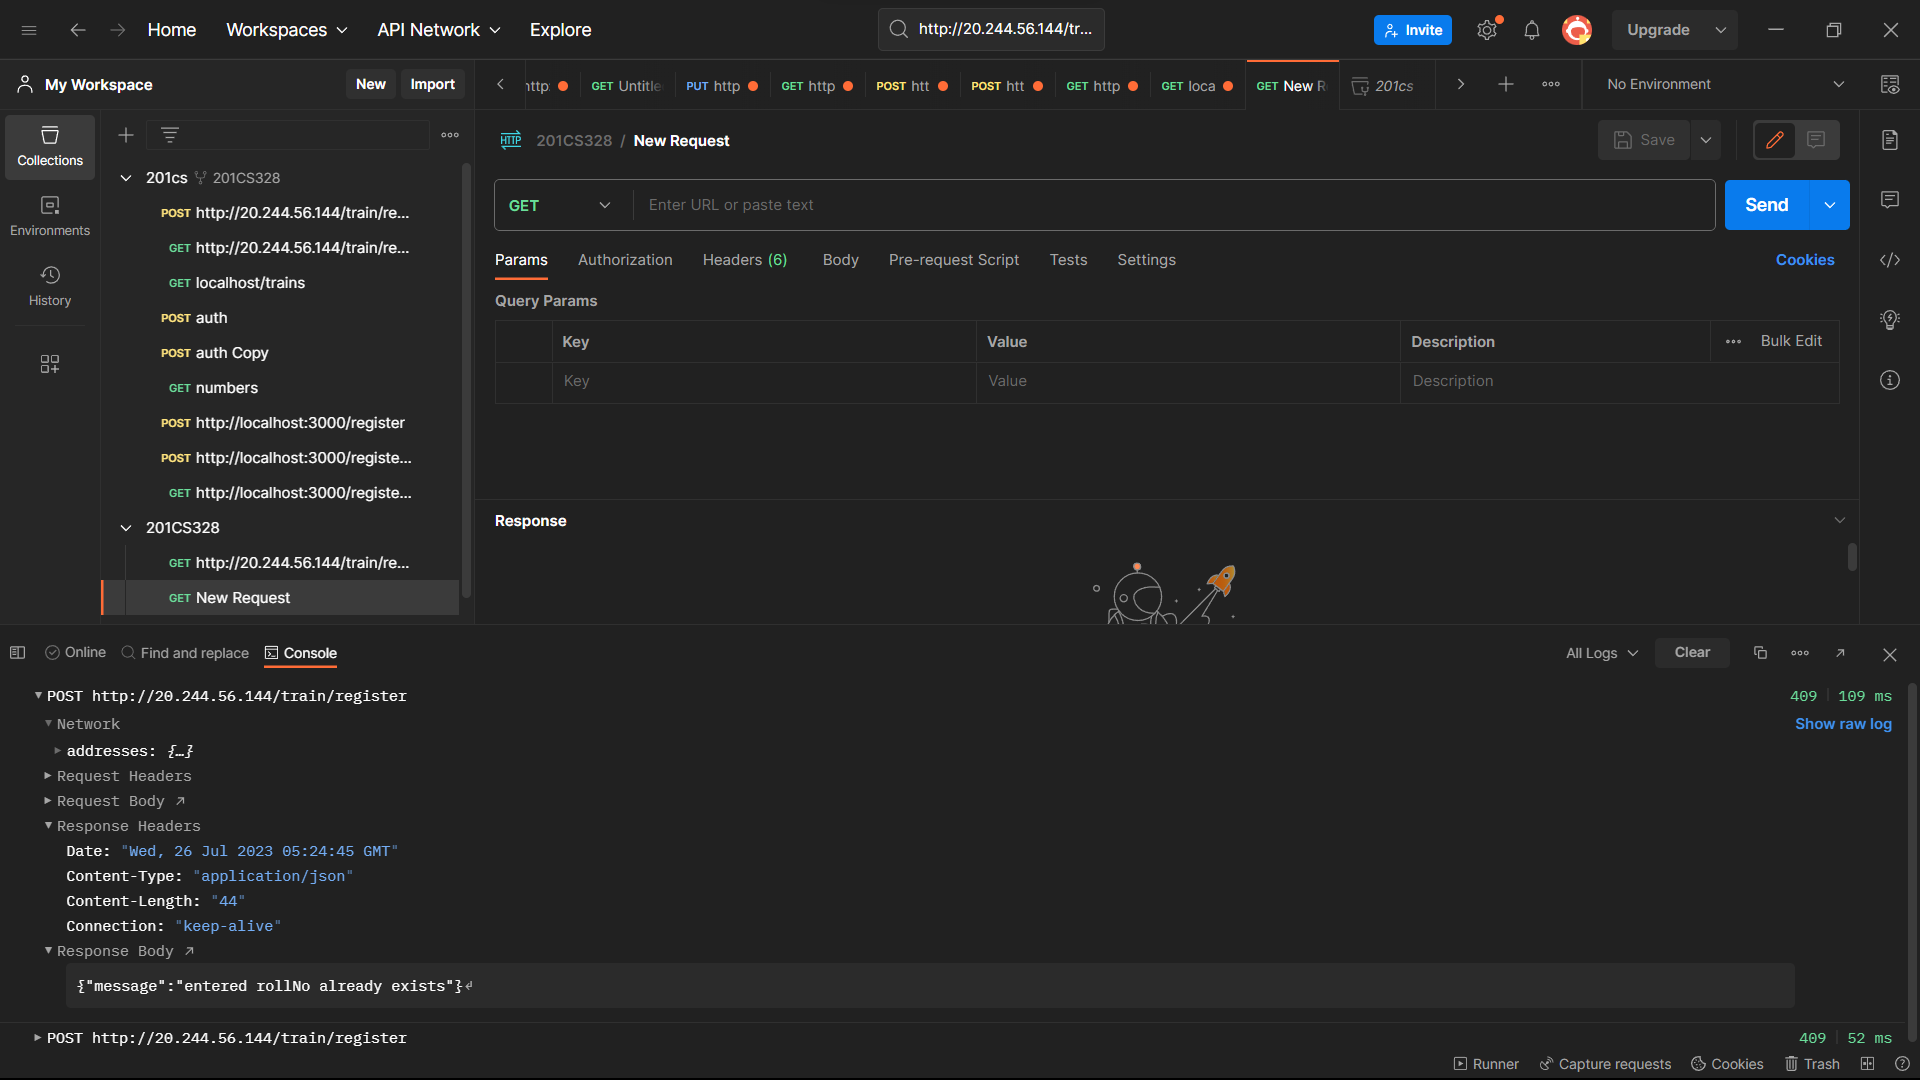 Home Workspaces API Network Explore http://20.244.56.144/tr... Invite Upgrade
My Workspace New Import
GET Untitle PUT http GET http POST htt POST htt GET http GET loca GET New R 201cs No Environment
Collections
Environments
History
201cs 201CS328
POST http://20.244.56.144/train/re...
GET http://20.244.56.144/train/re...
GET localhost/trains
POST auth
POST auth Copy
GET numbers
POST http://localhost:3000/register
POST http://localhost:3000/registe...
GET http://localhost:3000/registe...
201CS328
GET http://20.244.56.144/train/re...
GET New Request
HTTP 201CS328 / New Request Save
GET Enter URL or paste text Send
Params Authorization Headers (6) Body Pre-request Script Tests Settings Cookies
Query Params
Key Value Description Bulk Edit
Key Value Description
Response
Online Find and replace Console All Logs Clear
POST http://20.244.56.144/train/register 409 109 ms
Network Show raw log
addresses: {…}
Request Headers
Request Body
Response Headers
Date: "Wed, 26 Jul 2023 05:24:45 GMT"
Content-Type: "application/json"
Content-Length: "44"
Connection: "keep-alive"
Response Body
{"message":"entered rollNo already exists"}↵
POST http://20.244.56.144/train/register 409 52 ms
Runner Capture requests Cookies Trash